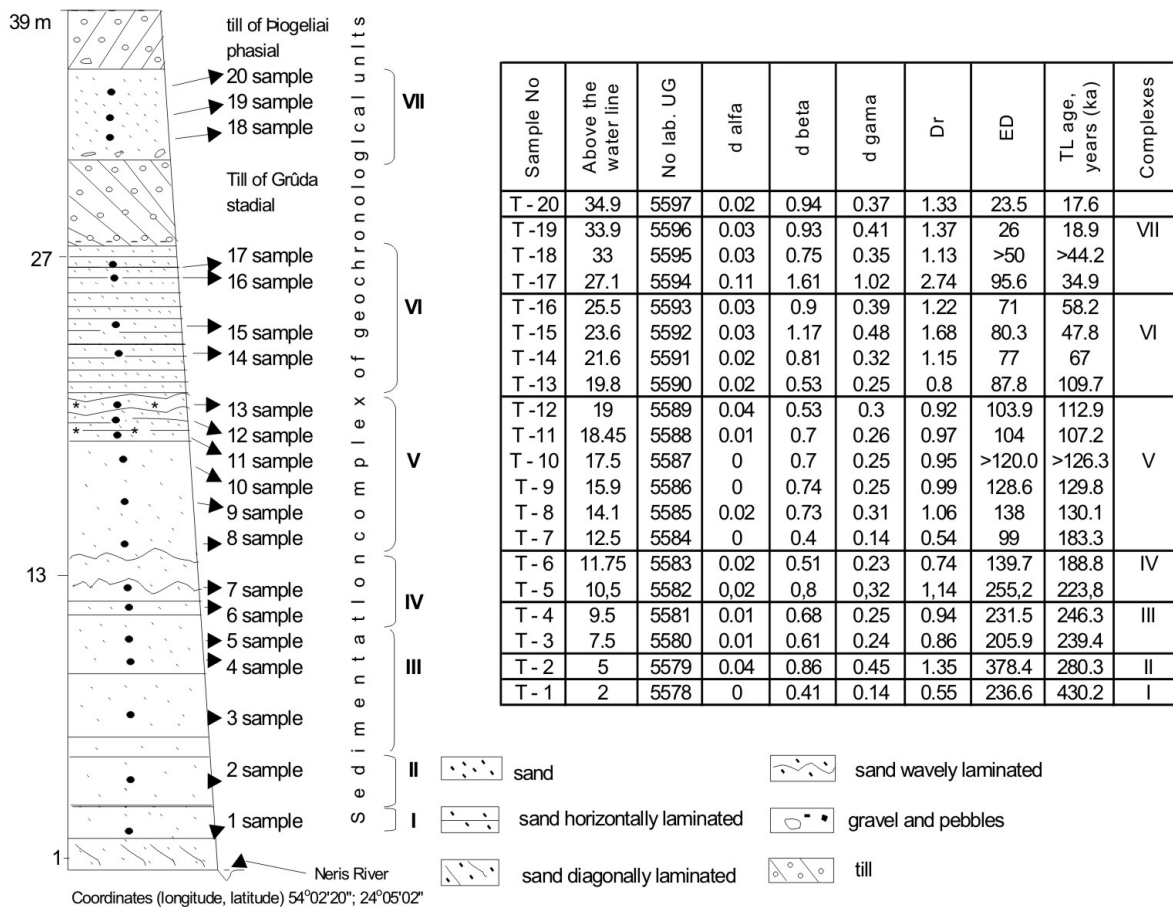 39 m
till of Þiogeliai
phasial
20 sample
19 sample
18 sample
VII
Till of Grûda
stadial
27
17 sample
16 sample
VI
15 sample
14 sample
13 sample
12 sample
11 sample
V
10 sample
9 sample
8 sample
13
7 sample
IV
6 sample
5 sample
4 sample
III
3 sample
2 sample
II
1 sample
I
1
Neris River
Coordinates (longitude, latitude) 54°02'20"; 24°05'02"
Sedimentation complex of geochronological units
Sample No | Above the water line | No lab. UG | d alfa | d beta | d gama | Dr | ED | TL age, years (ka) | Complexes
T - 20 34.9 5597 0.02 0.94 0.37 1.33 23.5 17.6
T -19 33.9 5596 0.03 0.93 0.41 1.37 26 18.9 VII
T -18 33 5595 0.03 0.75 0.35 1.13 >50 >44.2
T -17 27.1 5594 0.11 1.61 1.02 2.74 95.6 34.9
T -16 25.5 5593 0.03 0.9 0.39 1.22 71 58.2
T -15 23.6 5592 0.03 1.17 0.48 1.68 80.3 47.8 VI
T -14 21.6 5591 0.02 0.81 0.32 1.15 77 67
T -13 19.8 5590 0.02 0.53 0.25 0.8 87.8 109.7
T -12 19 5589 0.04 0.53 0.3 0.92 103.9 112.9
T -11 18.45 5588 0.01 0.7 0.26 0.97 104 107.2
T - 10 17.5 5587 0 0.7 0.25 0.95 >120.0 >126.3 V
T - 9 15.9 5586 0 0.74 0.25 0.99 128.6 129.8
T - 8 14.1 5585 0.02 0.73 0.31 1.06 138 130.1
T - 7 12.5 5584 0 0.4 0.14 0.54 99 183.3
T - 6 11.75 5583 0.02 0.51 0.23 0.74 139.7 188.8 IV
T - 5 10,5 5582 0,02 0,8 0,32 1,14 255,2 223,8
T - 4 9.5 5581 0.01 0.68 0.25 0.94 231.5 246.3 III
T - 3 7.5 5580 0.01 0.61 0.24 0.86 205.9 239.4
T - 2 5 5579 0.04 0.86 0.45 1.35 378.4 280.3 II
T - 1 2 5578 0 0.41 0.14 0.55 236.6 430.2 I
sand
sand wavely laminated
sand horizontally laminated
gravel and pebbles
sand diagonally laminated
till